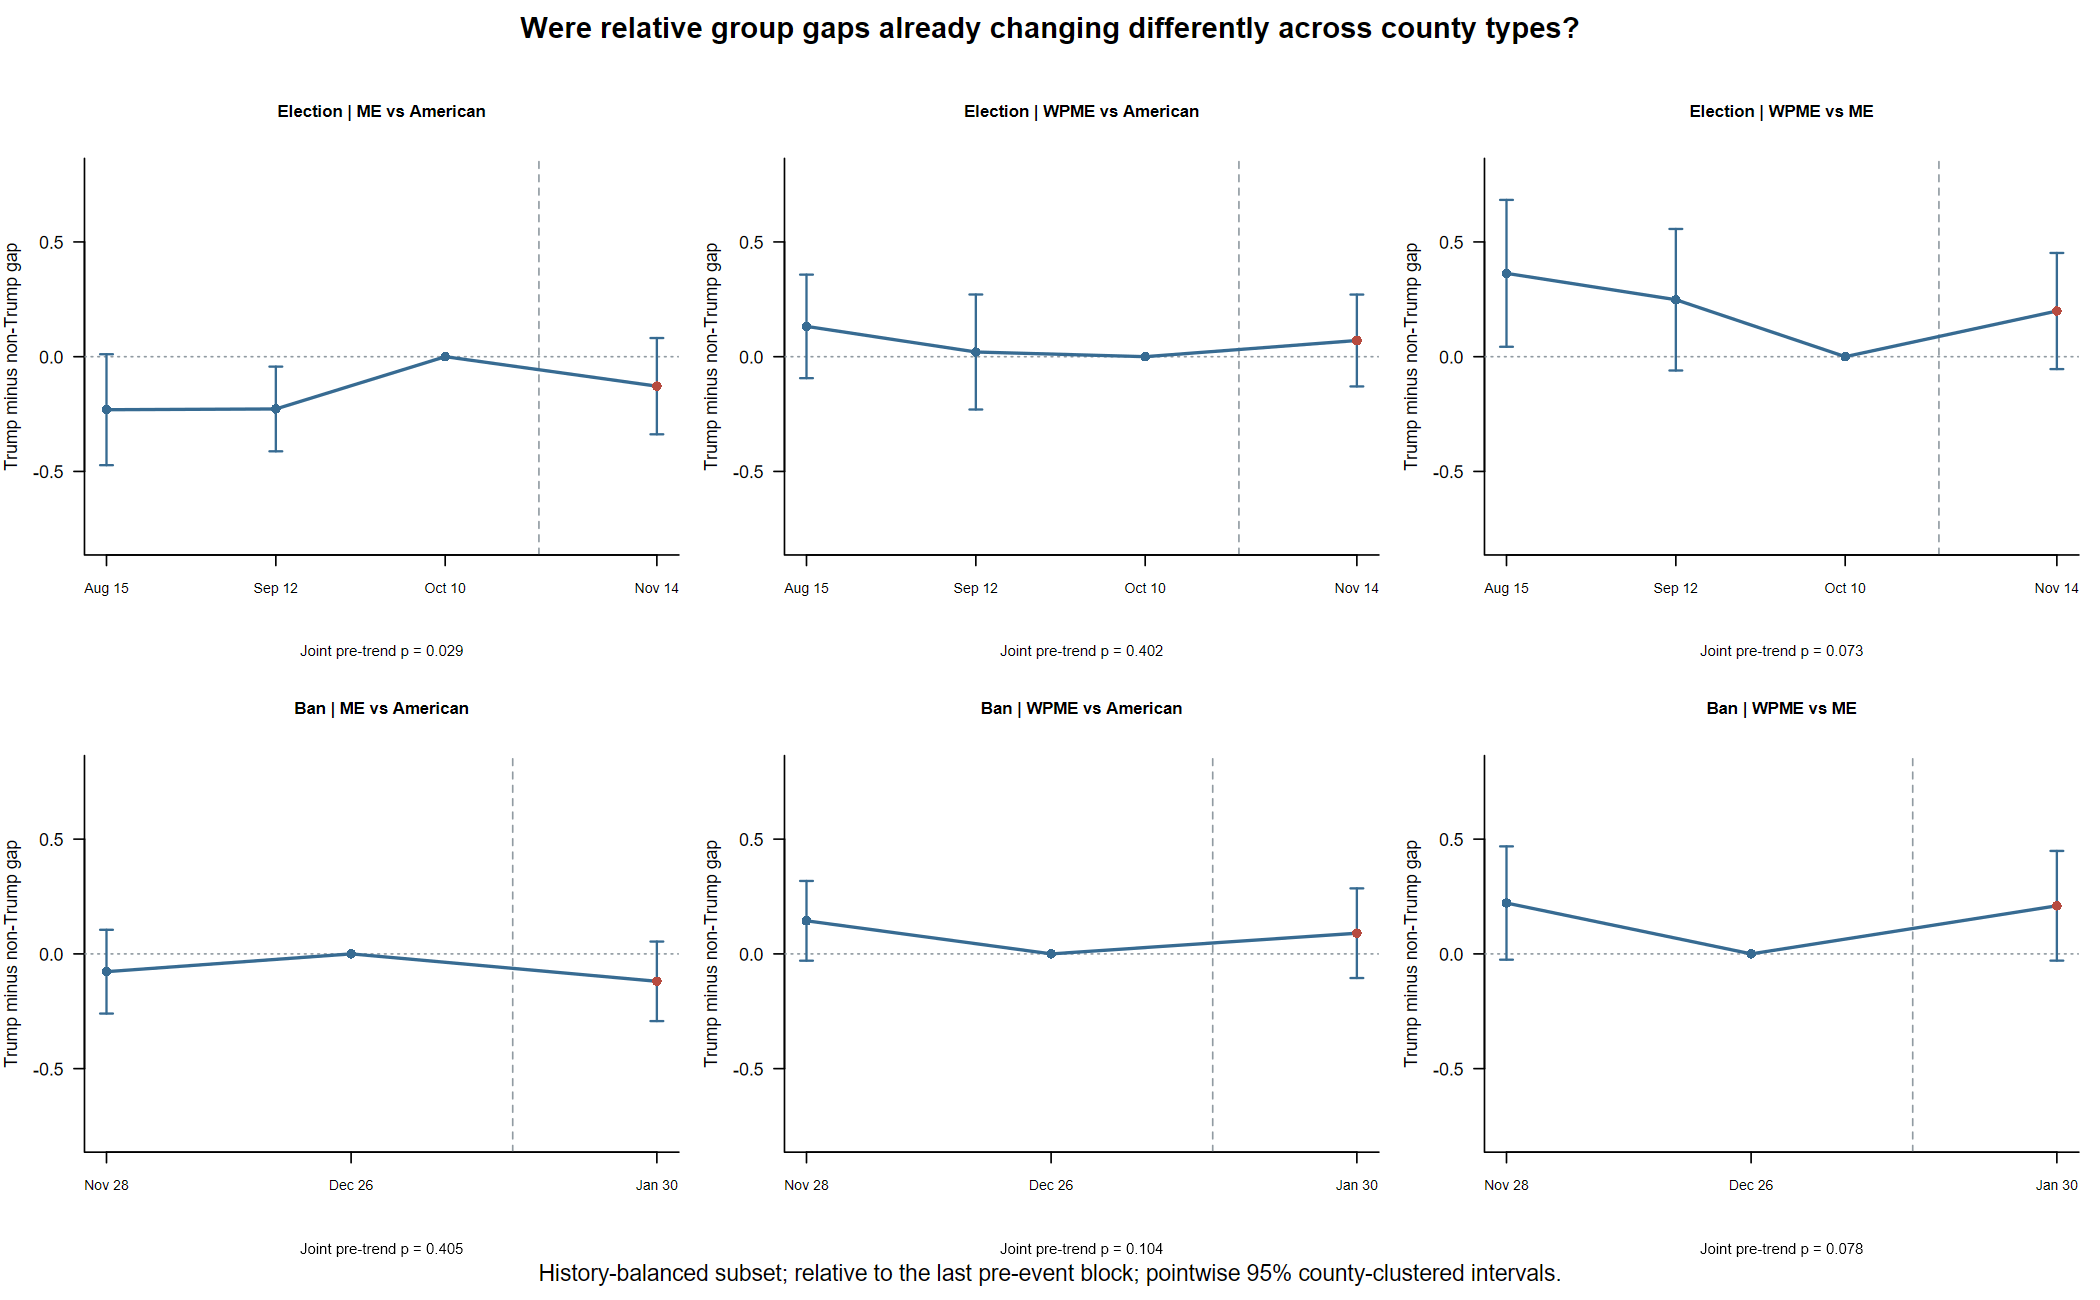 Were relative group gaps already changing differently across county types?
Election | ME vs American
Trump minus non-Trump gap
0.5
0.0
-0.5
Aug 15 Sep 12 Oct 10 Nov 14
Joint pre-trend p = 0.029
Election | WPME vs American
Trump minus non-Trump gap
0.5
0.0
-0.5
Aug 15 Sep 12 Oct 10 Nov 14
Joint pre-trend p = 0.402
Election | WPME vs ME
Trump minus non-Trump gap
0.5
0.0
-0.5
Aug 15 Sep 12 Oct 10 Nov 14
Joint pre-trend p = 0.073
Ban | ME vs American
Trump minus non-Trump gap
0.5
0.0
-0.5
Nov 28 Dec 26 Jan 30
Joint pre-trend p = 0.405
Ban | WPME vs American
Trump minus non-Trump gap
0.5
0.0
-0.5
Nov 28 Dec 26 Jan 30
Joint pre-trend p = 0.104
Ban | WPME vs ME
Trump minus non-Trump gap
0.5
0.0
-0.5
Nov 28 Dec 26 Jan 30
Joint pre-trend p = 0.078
History-balanced subset; relative to the last pre-event block; pointwise 95% county-clustered intervals.